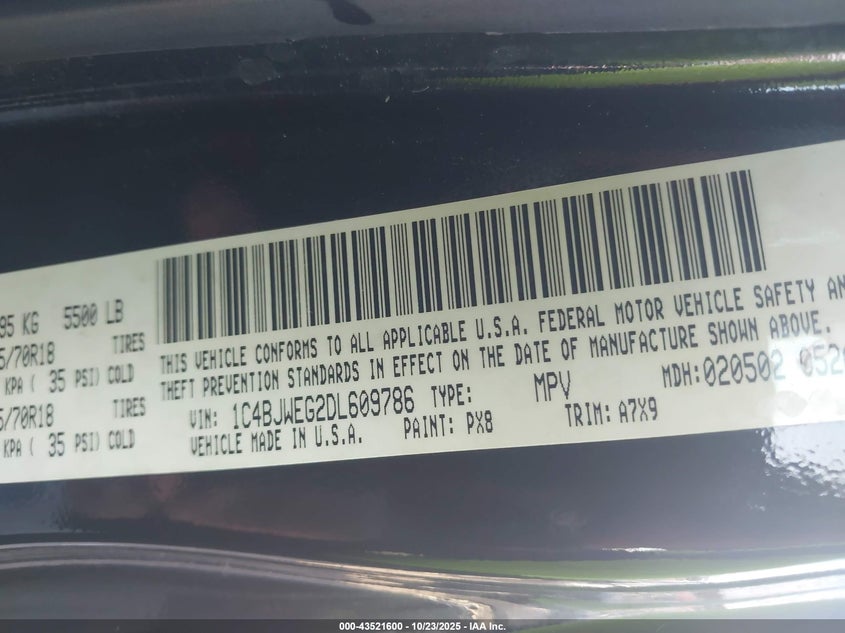 95 KG 5500 LB
5/70R18 TIRES
KPA ( 35 PSI) COLD
5/70R18 TIRES
KPA ( 35 PSI) COLD
THIS VEHICLE CONFORMS TO ALL APPLICABLE U.S.A. FEDERAL MOTOR VEHICLE SAFETY AN
THEFT PREVENTION STANDARDS IN EFFECT ON THE DATE OF MANUFACTURE SHOWN ABOVE.
VIN: 1C4BJWEG2DL609786 TYPE: MPV MDH: 020502 052
VEHICLE MADE IN U.S.A. PAINT: PX8 TRIM: A7X9
000-43521600 - 10/23/2025 - IAA, Inc.